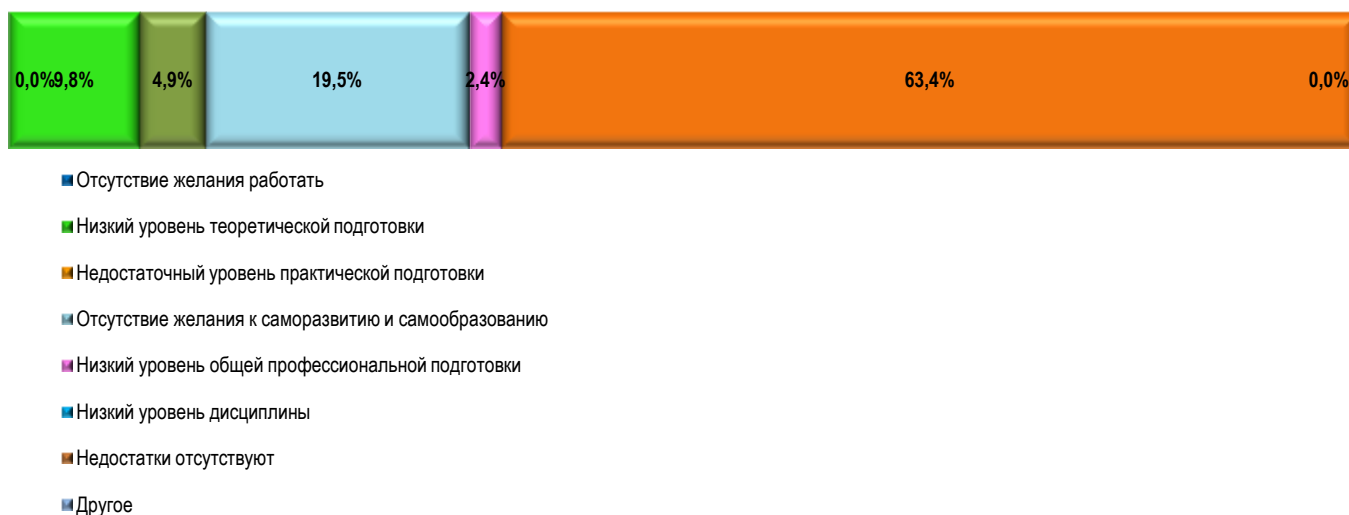 0,0%9,8% 4,9% 19,5% 2,4% 63,4% 0,0%
Отсутствие желания работать
Низкий уровень теоретической подготовки
Недостаточный уровень практической подготовки
Отсутствие желания к саморазвитию и самообразованию
Низкий уровень общей профессиональной подготовки
Низкий уровень дисциплины
Недостатки отсутствуют
Другое